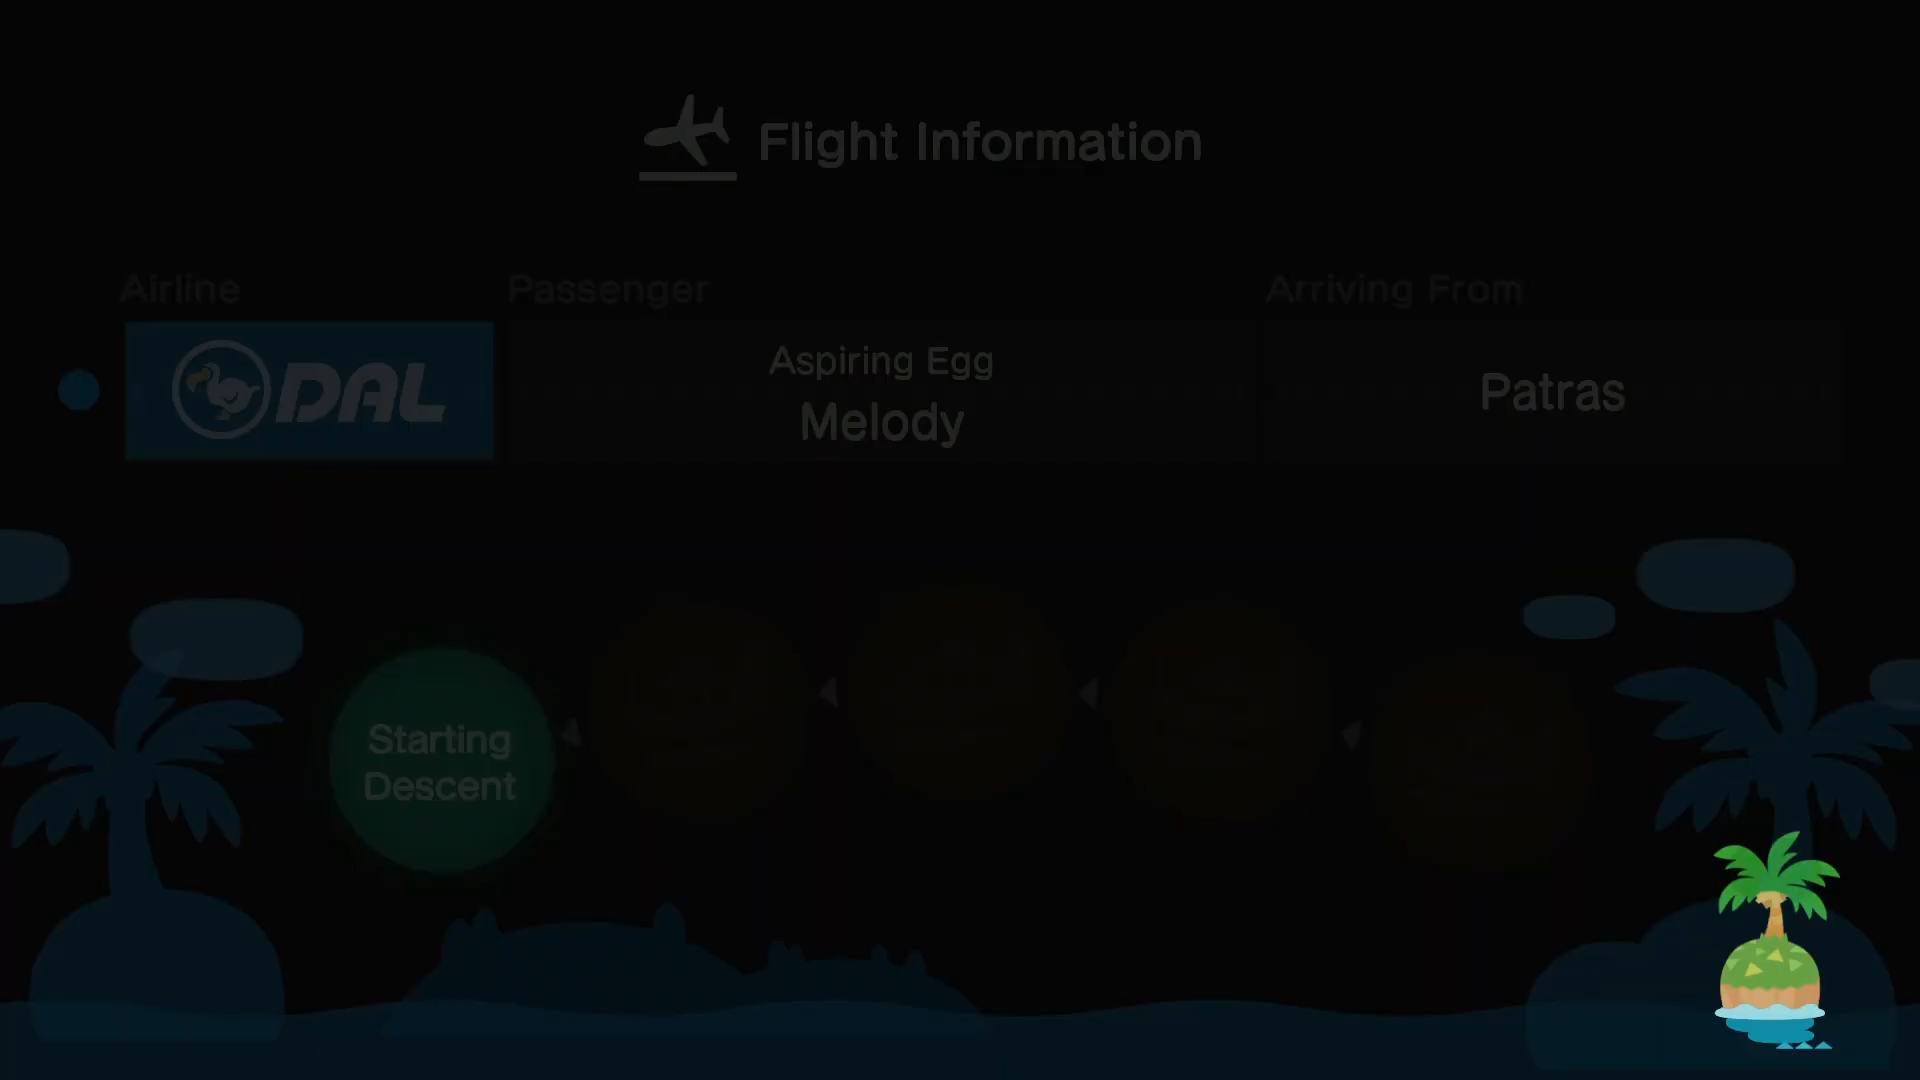 Flight Information
Airline
Passenger
Arriving From
DAL
Aspiring Egg
Melody
Patras
Starting
Descent